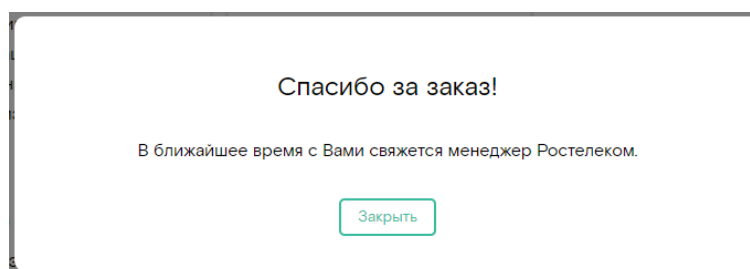 Спасибо за заказ!
В ближайшее время с Вами свяжется менеджер Ростелеком.
Закрыть